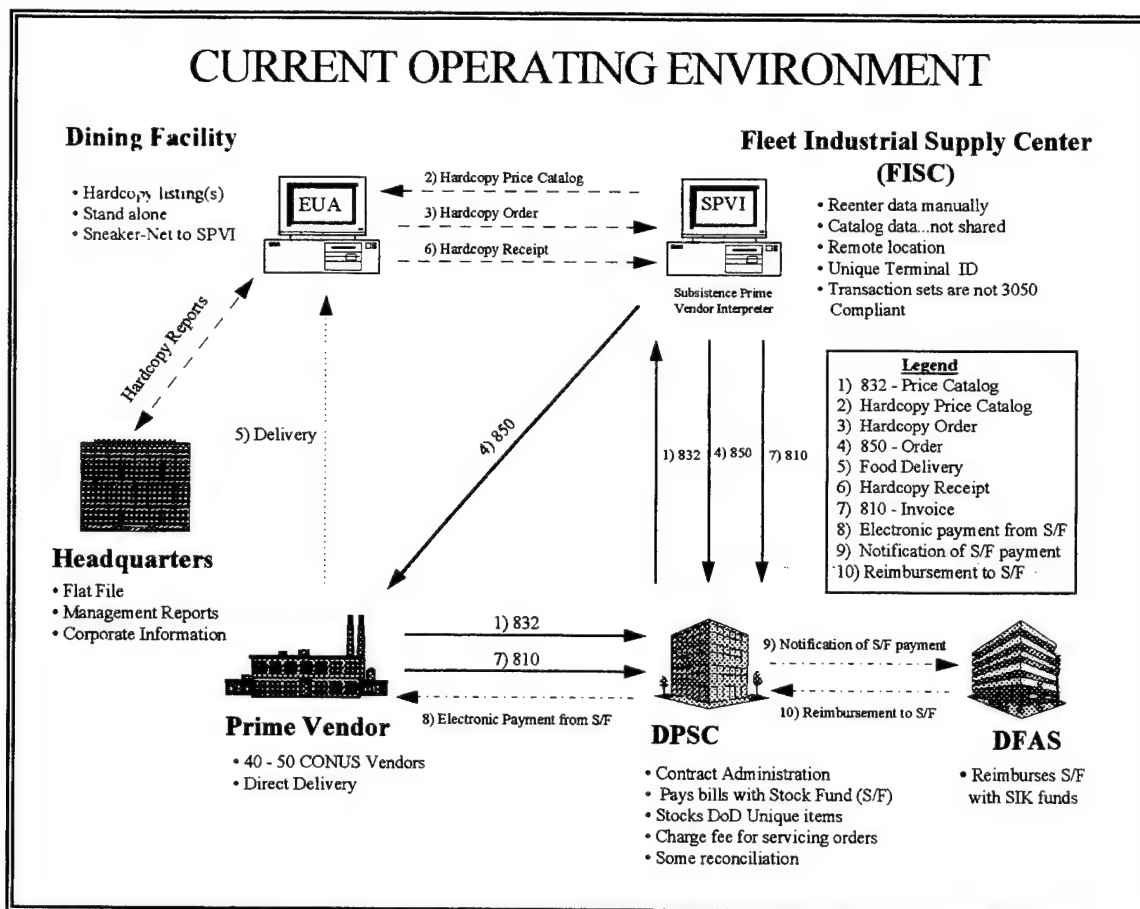 CURRENT OPERATING ENVIRONMENT
Dining Facility
• Hardcopy listing(s)
• Stand alone
• Sneaker-Net to SPVI
EUA
2) Hardcopy Price Catalog
3) Hardcopy Order
6) Hardcopy Receipt
SPVI
Subsistence Prime
Vendor Interpreter
Fleet Industrial Supply Center
(FISC)
• Reenter data manually
• Catalog data...not shared
• Remote location
• Unique Terminal ID
• Transaction sets are not 3050
Compliant
Hardcopy Reports
5) Delivery
4) 850
1) 832
4) 850
7) 810
Legend
1) 832 - Price Catalog
2) Hardcopy Price Catalog
3) Hardcopy Order
4) 850 - Order
5) Food Delivery
6) Hardcopy Receipt
7) 810 - Invoice
8) Electronic payment from S/F
9) Notification of S/F payment
10) Reimbursement to S/F
Headquarters
• Flat File
• Management Reports
• Corporate Information
1) 832
7) 810
8) Electronic Payment from S/F
9) Notification of S/F payment
10) Reimbursement to S/F
Prime Vendor
• 40 - 50 CONUS Vendors
• Direct Delivery
DPSC
• Contract Administration
• Pays bills with Stock Fund (S/F)
• Stocks DoD Unique items
• Charge fee for servicing orders
• Some reconciliation
DFAS
• Reimburses S/F
with SIK funds